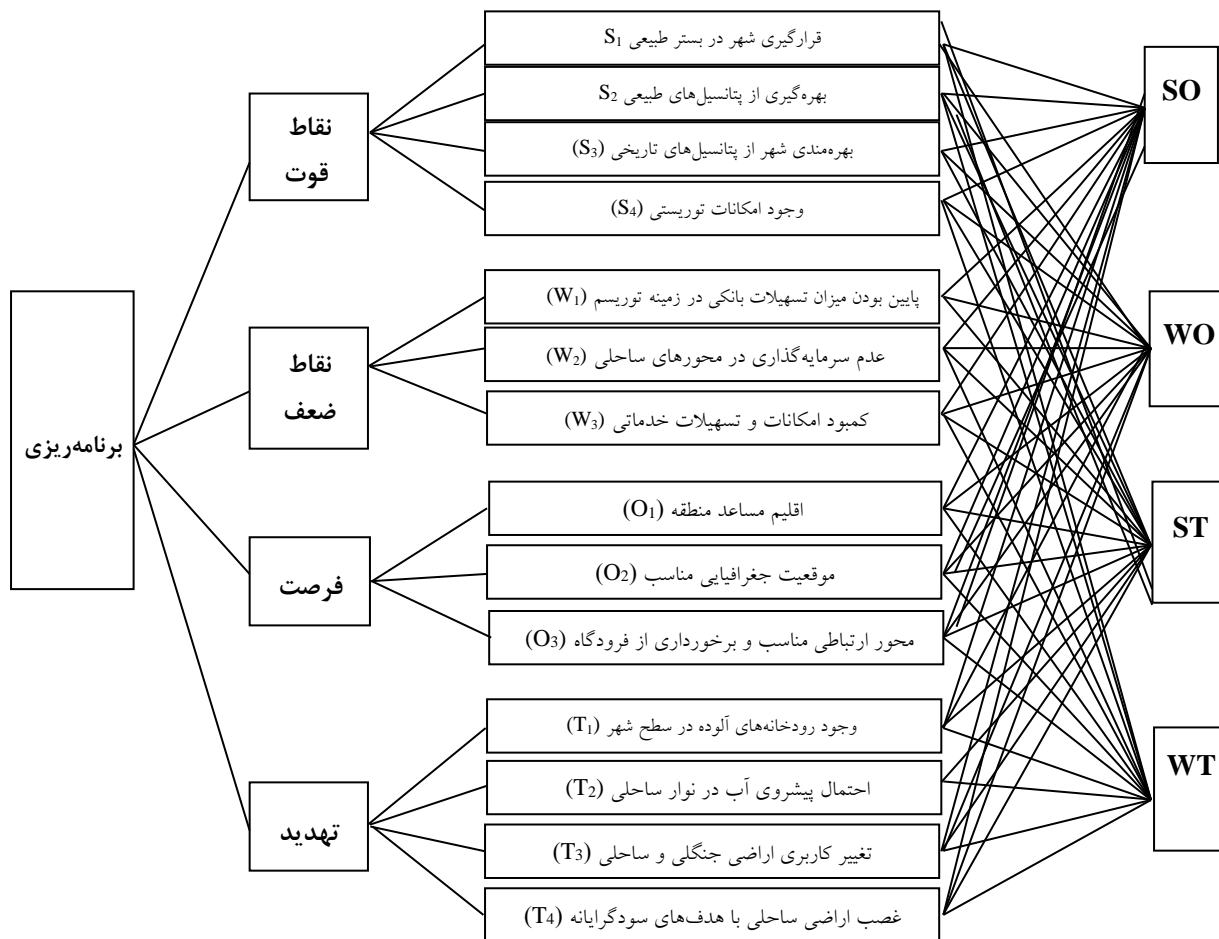 برنامه‌ریزی
نقاط
قوت
قرارگیری شهر در بستر طبیعی S1
بهره‌گیری از پتانسیل‌های طبیعی S2
بهره‌مندی شهر از پتانسیل‌های تاریخی (S3)
وجود امکانات توریستی (S4)
نقاط
ضعف
پایین بودن میزان تسهیلات بانکی در زمینه توریسم (W1)
عدم سرمایه‌گذاری در محورهای ساحلی (W2)
کمبود امکانات و تسهیلات خدماتی (W3)
فرصت
اقلیم مساعد منطقه (O1)
موقعیت جغرافیایی مناسب (O2)
محور ارتباطی مناسب و برخورداری از فرودگاه (O3)
تهدید
وجود رودخانه‌های آلوده در سطح شهر (T1)
احتمال پیشروی آب در نوار ساحلی (T2)
تغییر کاربری اراضی جنگلی و ساحلی (T3)
غصب اراضی ساحلی با هدف‌های سودگرایانه (T4)
SO
WO
ST
WT